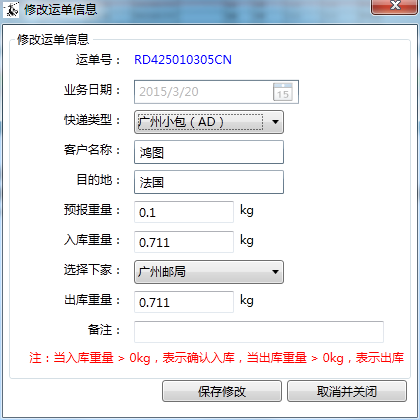 修改运单信息
修改运单信息
运单号： RD425010305CN
业务日期： 2015/3/20 15
快递类型： 广州小包（AD）
客户名称： 鸿图
目的地： 法国
预报重量： 0.1 kg
入库重量： 0.711 kg
选择下家： 广州邮局
出库重量： 0.711 kg
备注：
注：当入库重量 > 0kg，表示确认入库，当出库重量 > 0kg，表示出库
保存修改 取消并关闭